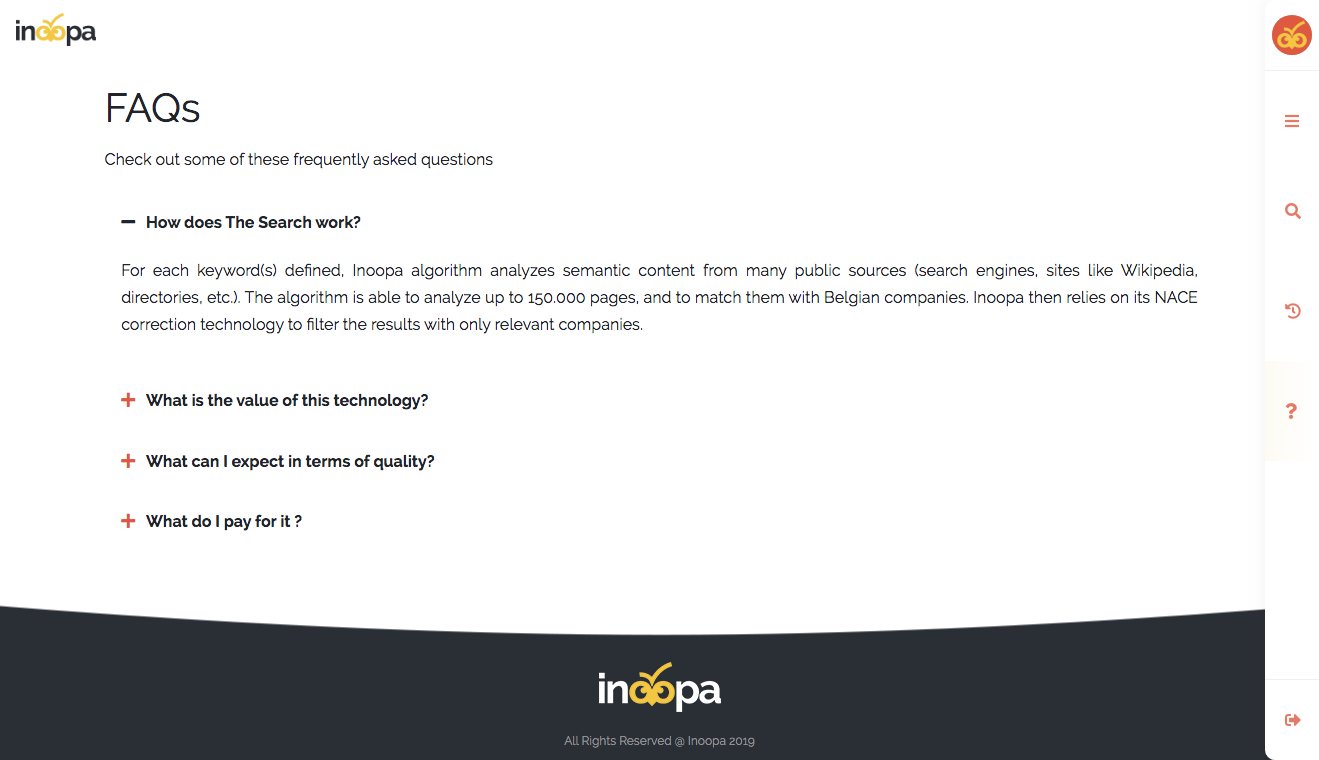 inoopa
FAQs
Check out some of these frequently asked questions
How does The Search work?
For each keyword(s) defined, Inoopa algorithm analyzes semantic content from many public sources (search engines, sites like Wikipedia,
directories, etc.). The algorithm is able to analyze up to 150.000 pages, and to match them with Belgian companies. Inoopa then relies on its NACE
correction technology to filter the results with only relevant companies.
What is the value of this technology?
What can I expect in terms of quality?
What do I pay for it ?
inoopa
All Rights Reserved @ Inoopa 2019